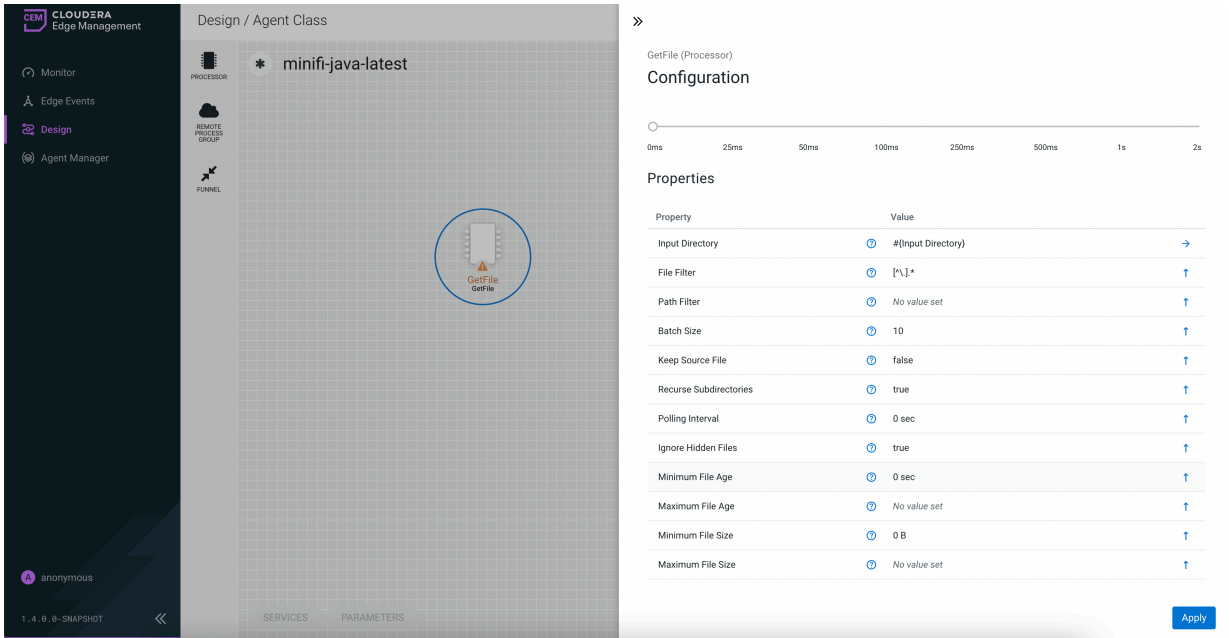 CEM
CLOUDERA
Edge Management
Monitor
Edge Events
Design
Agent Manager
A anonymous
1.4.0.0-SNAPSHOT
Design / Agent Class
PROCESSOR
REMOTE
PROCESS
GROUP
FUNNEL
minifi-java-latest
GetFile
GetFile
SERVICES PARAMETERS
GetFile (Processor)
Configuration
0ms 25ms 50ms 100ms 250ms 500ms 1s 2s
Properties
Property Value
Input Directory #{Input Directory}
File Filter [^\.].*
Path Filter No value set
Batch Size 10
Keep Source File false
Recurse Subdirectories true
Polling Interval 0 sec
Ignore Hidden Files true
Minimum File Age 0 sec
Maximum File Age No value set
Minimum File Size 0 B
Maximum File Size No value set
Apply